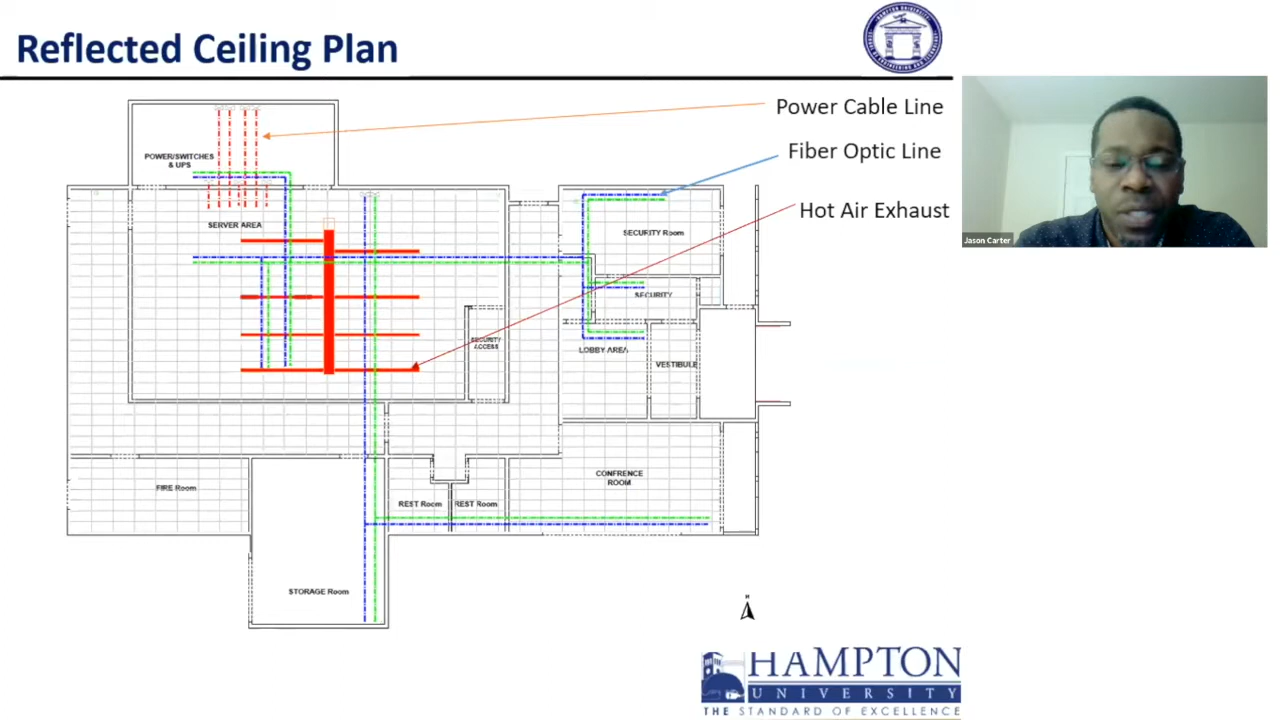 Reflected Ceiling Plan
HAMPTON UNIVERSITY
Power Cable Line
Fiber Optic Line
Hot Air Exhaust
Jason Carter
POWER/SWITCHES
& UPS
SERVER AREA
SECURITY Room
SECURITY
SECURITY
ACCESS
LOBBY AREA
VESTIBULE
CONFRENCE
ROOM
FIRE Room
REST Room
REST Room
STORAGE Room
N
HAMPTON
UNIVERSITY
THE STANDARD OF EXCELLENCE